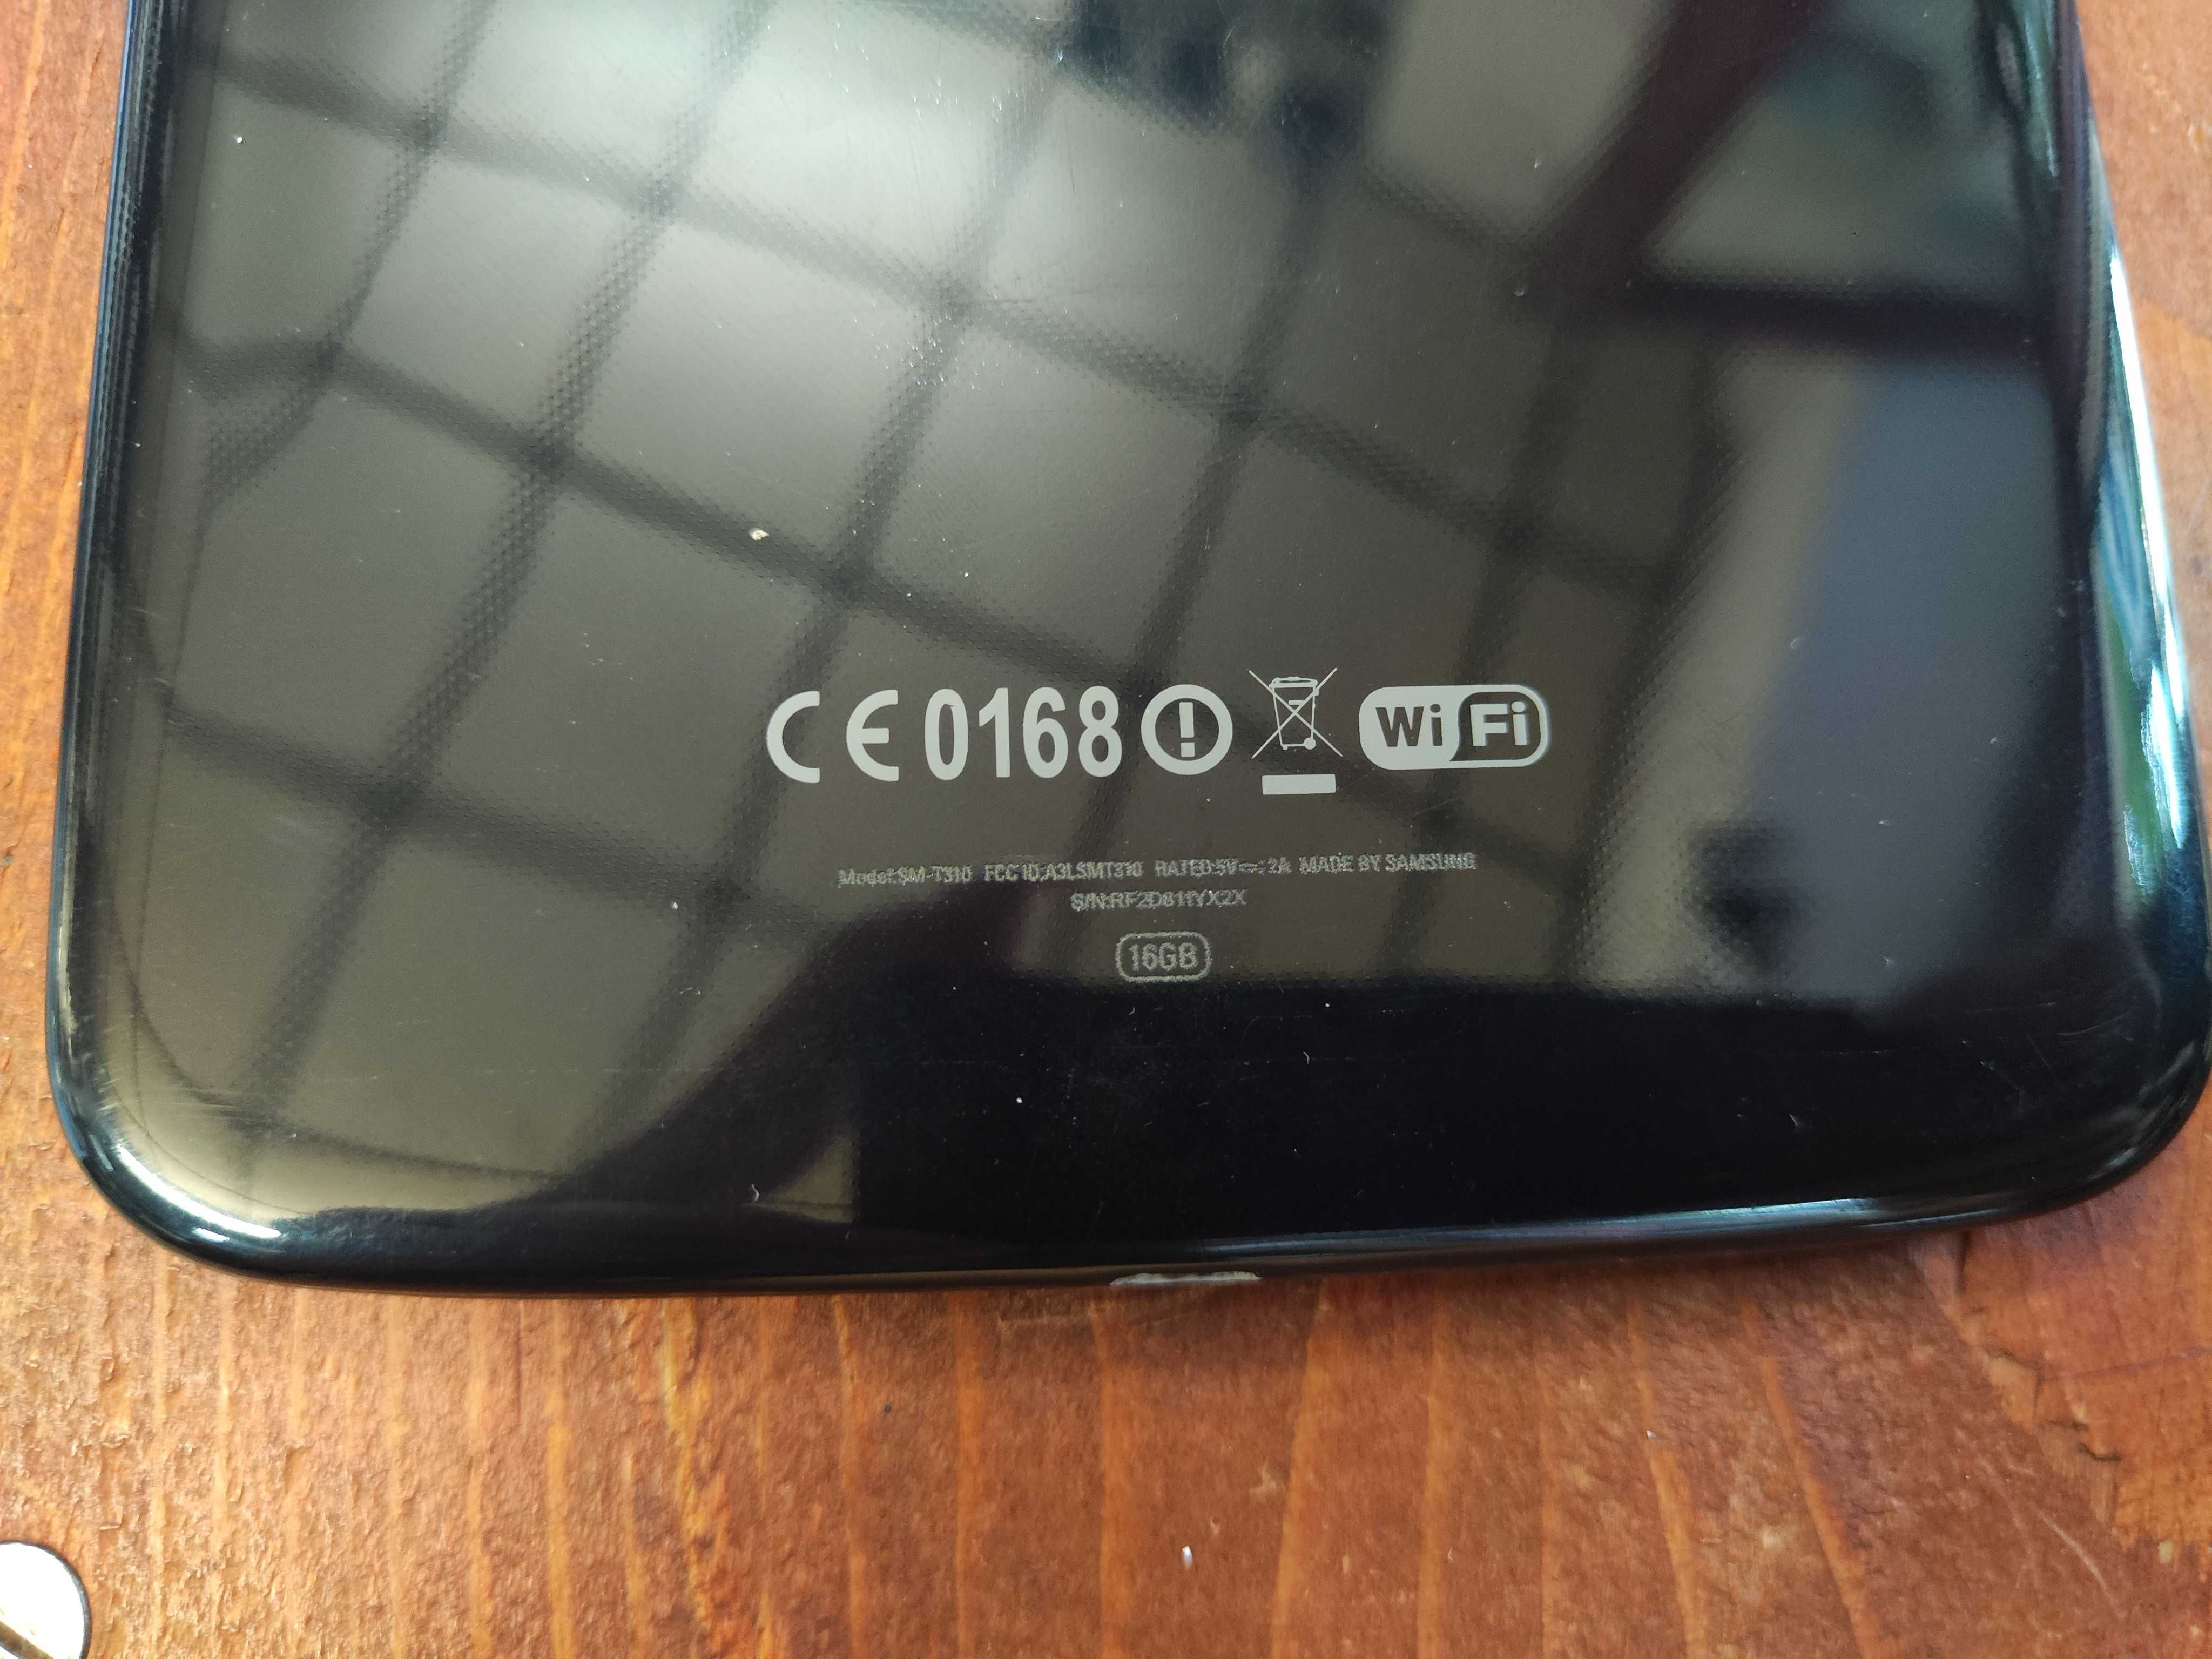 CE 0168 Wi Fi
Model:SM-T310 FCC ID:A3LSMT310 RATED:5V⎓; 2A MADE BY SAMSUNG
S/N:RF2D811YX2X
16GB